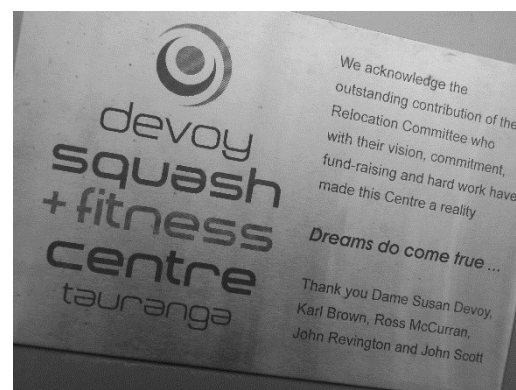 devoy
squash
+ fitness
centre
tauranga
We acknowledge the
outstanding contribution of the
Relocation Committee who
with their vision, commitment,
fund-raising and hard work have
made this Centre a reality
Dreams do come true ...
Thank you Dame Susan Devoy,
Karl Brown, Ross McCurran,
John Revington and John Scott